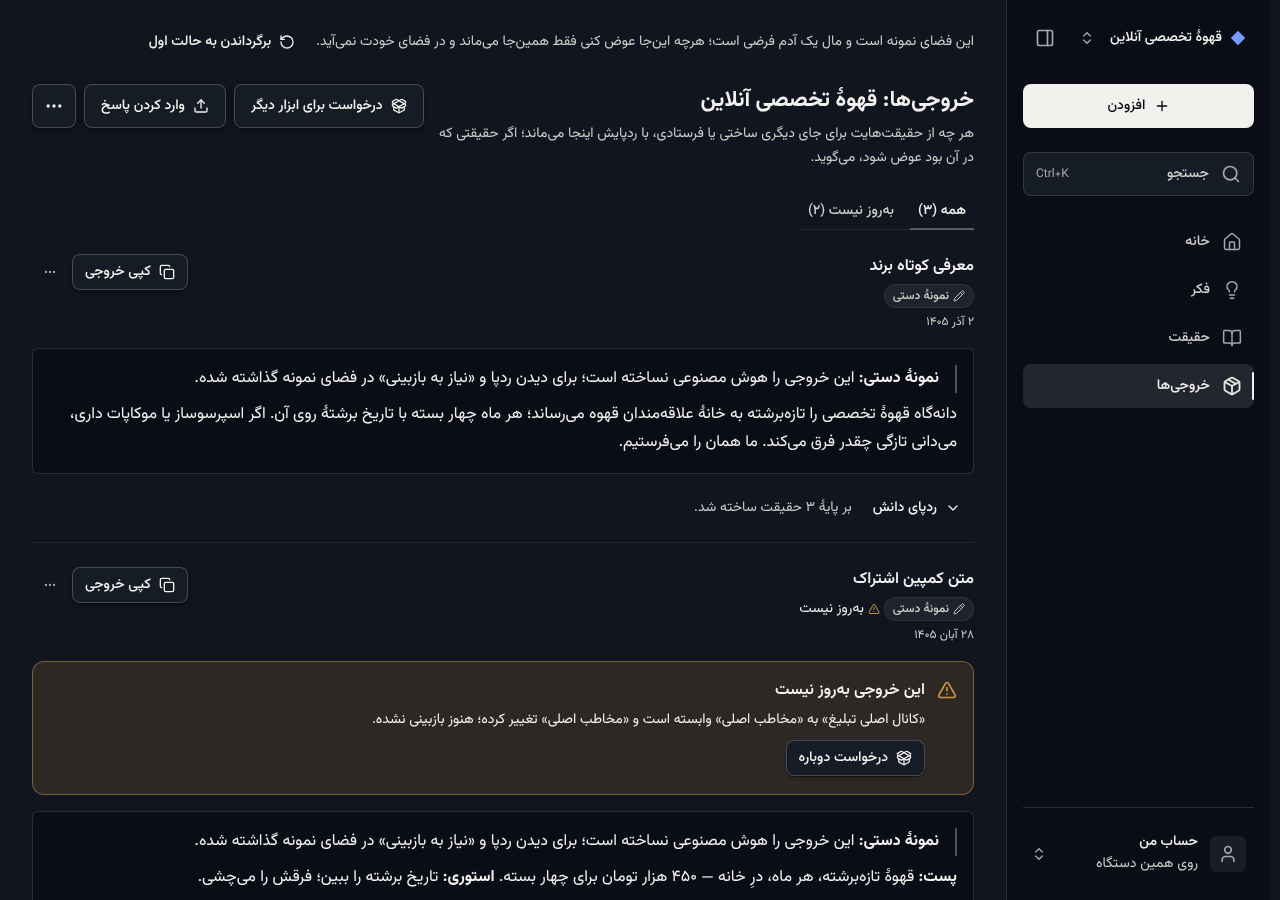 قهوهٔ تخصصی آنلاین
افزودن
جستجو
Ctrl+K
خانه
فکر
حقیقت
خروجی‌ها
حساب من
روی همین دستگاه
این فضای نمونه است و مال یک آدم فرضی است؛ هرچه این‌جا عوض کنی فقط همین‌جا می‌ماند و در فضای خودت نمی‌آید.
برگرداندن به حالت اول
خروجی‌ها: قهوهٔ تخصصی آنلاین
هر چه از حقیقت‌هایت برای جای دیگری ساختی یا فرستادی، با ردپایش اینجا می‌ماند؛ اگر حقیقتی که
در آن بود عوض شود، می‌گوید.
درخواست برای ابزار دیگر
وارد کردن پاسخ
همه (۳)
به‌روز نیست (۲)
معرفی کوتاه برند
نمونهٔ دستی
۲ آذر ۱۴۰۵
کپی خروجی
نمونهٔ دستی: این خروجی را هوش مصنوعی نساخته است؛ برای دیدن ردپا و «نیاز به بازبینی» در فضای نمونه گذاشته شده.
دانه‌گاه قهوهٔ تخصصی را تازه‌برشته به خانهٔ علاقه‌مندان قهوه می‌رساند؛ هر ماه چهار بسته با تاریخ برشتهٔ روی آن. اگر اسپرسوساز یا موکاپات داری،
می‌دانی تازگی چقدر فرق می‌کند. ما همان را می‌فرستیم.
ردپای دانش
بر پایهٔ ۳ حقیقت ساخته شد.
متن کمپین اشتراک
نمونهٔ دستی
به‌روز نیست
۲۸ آبان ۱۴۰۵
کپی خروجی
این خروجی به‌روز نیست
«کانال اصلی تبلیغ» به «مخاطب اصلی» وابسته است و «مخاطب اصلی» تغییر کرده؛ هنوز بازبینی نشده.
درخواست دوباره
نمونهٔ دستی: این خروجی را هوش مصنوعی نساخته است؛ برای دیدن ردپا و «نیاز به بازبینی» در فضای نمونه گذاشته شده.
پست: قهوهٔ تازه‌برشته، هر ماه، درِ خانه — ۴۵۰ هزار تومان برای چهار بسته. استوری: تاریخ برشته را ببین؛ فرقش را می‌چشی.